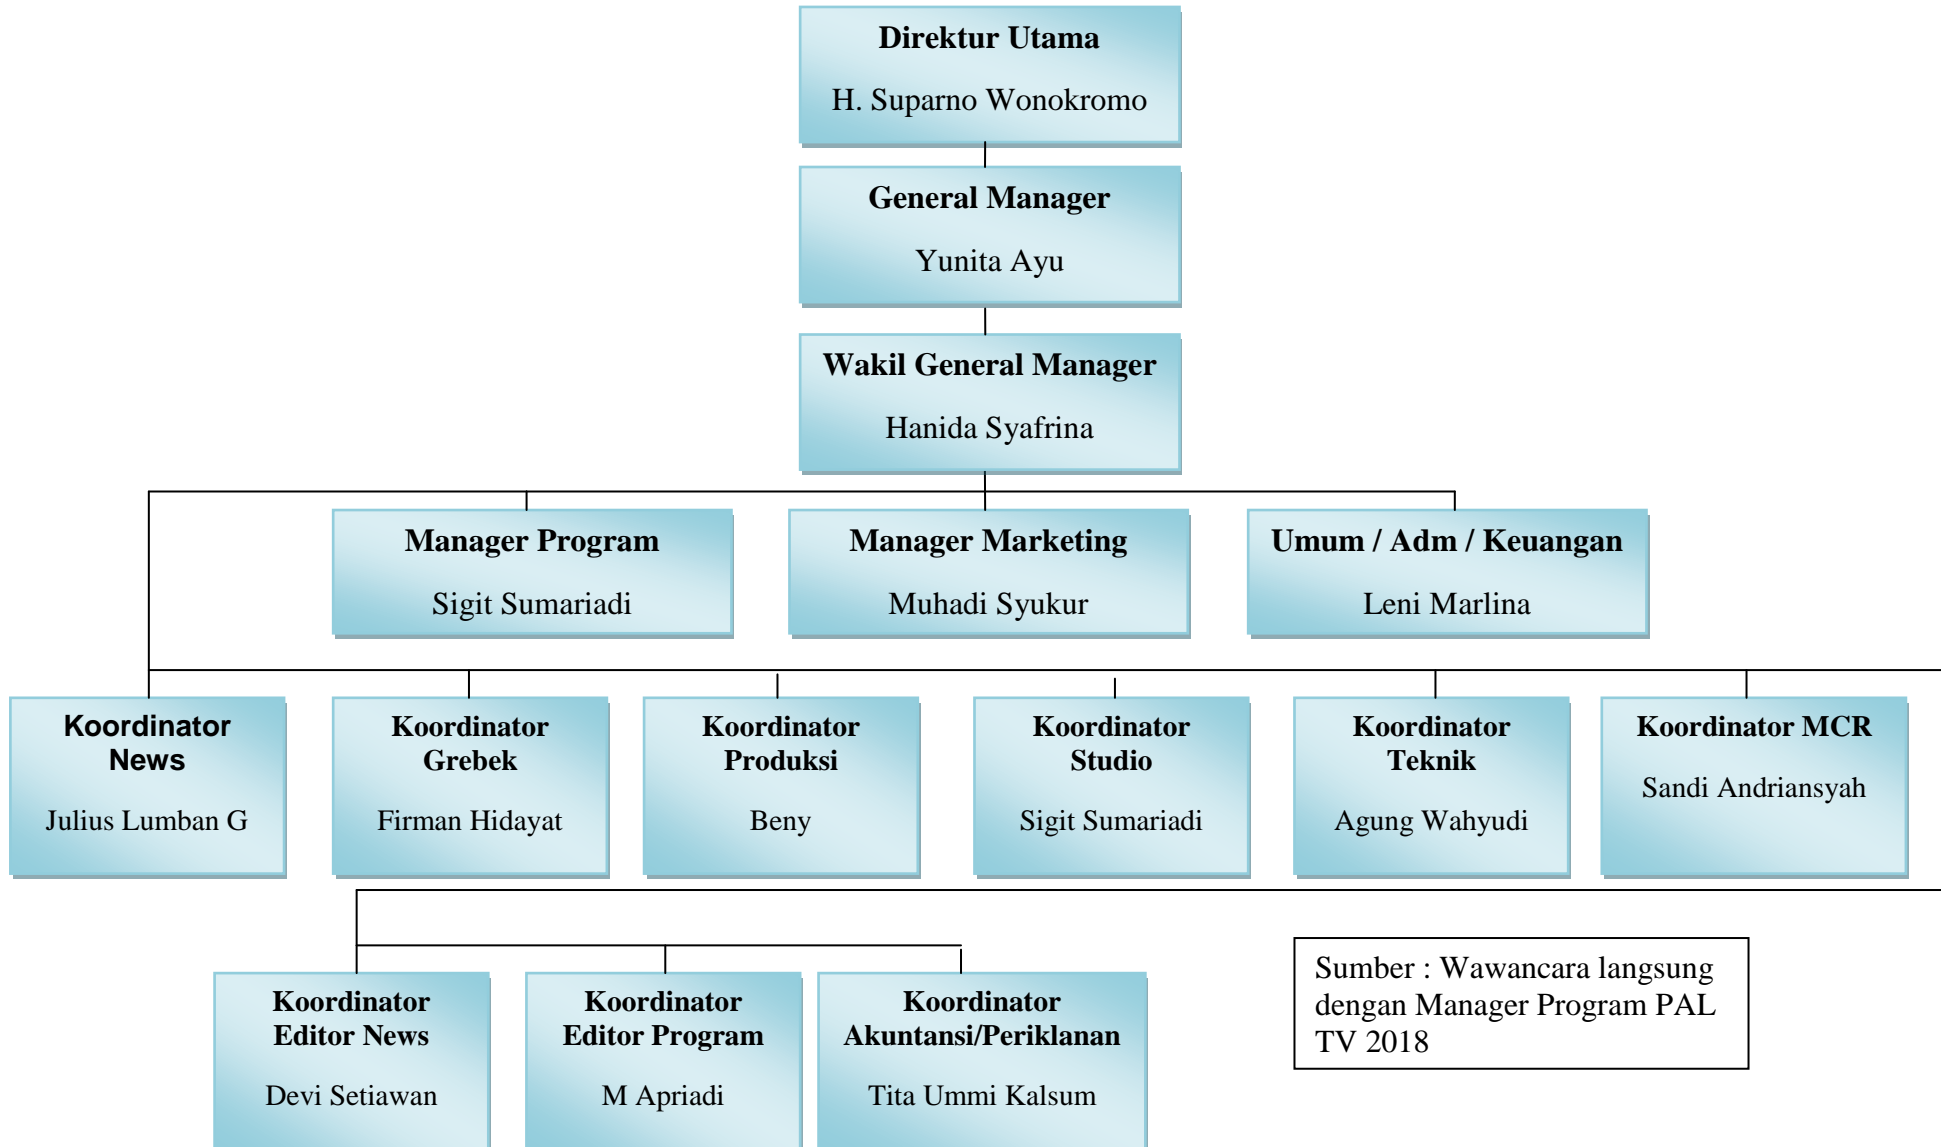 Direktur Utama
H. Suparno Wonokromo
General Manager
Yunita Ayu
Wakil General Manager
Hanida Syafrina
Manager Program
Sigit Sumariadi
Manager Marketing
Muhadi Syukur
Umum / Adm / Keuangan
Leni Marlina
Koordinator
News
Julius Lumban G
Koordinator
Grebek
Firman Hidayat
Koordinator
Produksi
Beny
Koordinator
Studio
Sigit Sumariadi
Koordinator
Teknik
Agung Wahyudi
Koordinator MCR
Sandi Andriansyah
Koordinator
Editor News
Devi Setiawan
Koordinator
Editor Program
M Apriadi
Koordinator
Akuntansi/Periklanan
Tita Ummi Kalsum
Sumber : Wawancara langsung
dengan Manager Program PAL
TV 2018